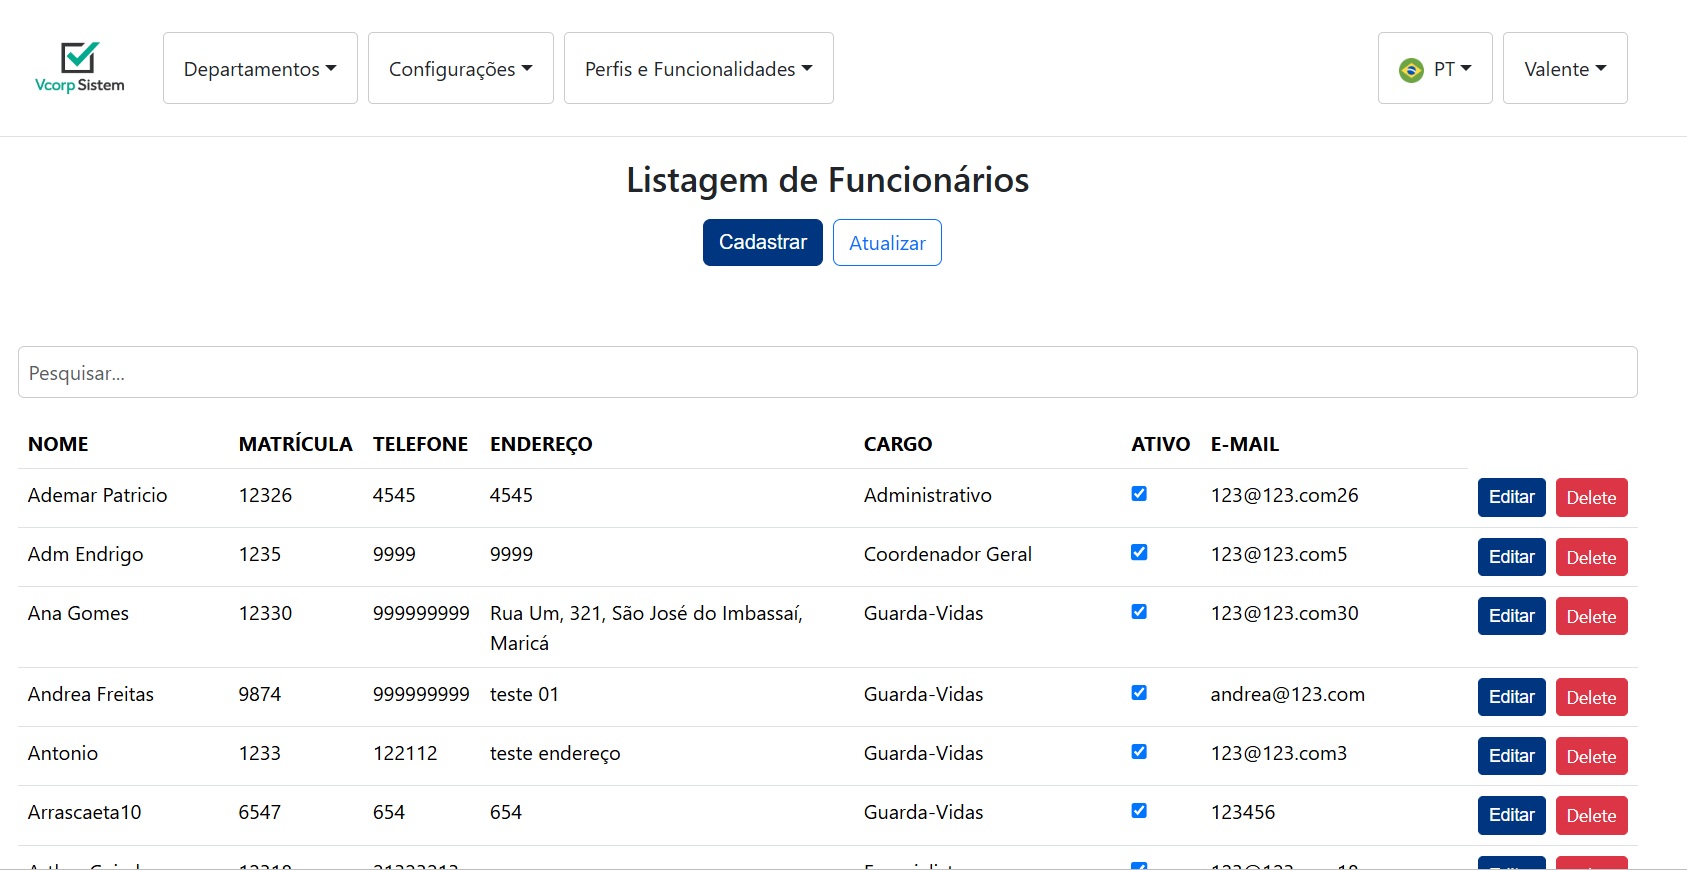 Vcorp Sistem
Departamentos
Configurações
Perfis e Funcionalidades
PT
Valente
Listagem de Funcionários
Cadastrar
Atualizar
Pesquisar...
NOME MATRÍCULA TELEFONE ENDEREÇO CARGO ATIVO E-MAIL
Ademar Patricio 12326 4545 4545 Administrativo 123@123.com26 Editar Delete
Adm Endrigo 1235 9999 9999 Coordenador Geral 123@123.com5 Editar Delete
Ana Gomes 12330 999999999 Rua Um, 321, São José do Imbassaí, Guarda-Vidas 123@123.com30 Editar Delete
Maricá
Andrea Freitas 9874 999999999 teste 01 Guarda-Vidas andrea@123.com Editar Delete
Antonio 1233 122112 teste endereço Guarda-Vidas 123@123.com3 Editar Delete
Arrascaeta10 6547 654 654 Guarda-Vidas 123456 Editar Delete